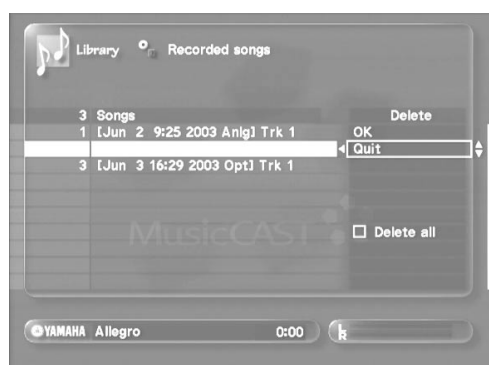 Library Recorded songs
3 Songs Delete
1 [Jun 2 9:25 2003 Anlg] Trk 1 OK
Quit
3 [Jun 3 16:29 2003 Opt] Trk 1
MusicCAST
Delete all
YAMAHA Allegro 0:00 L R